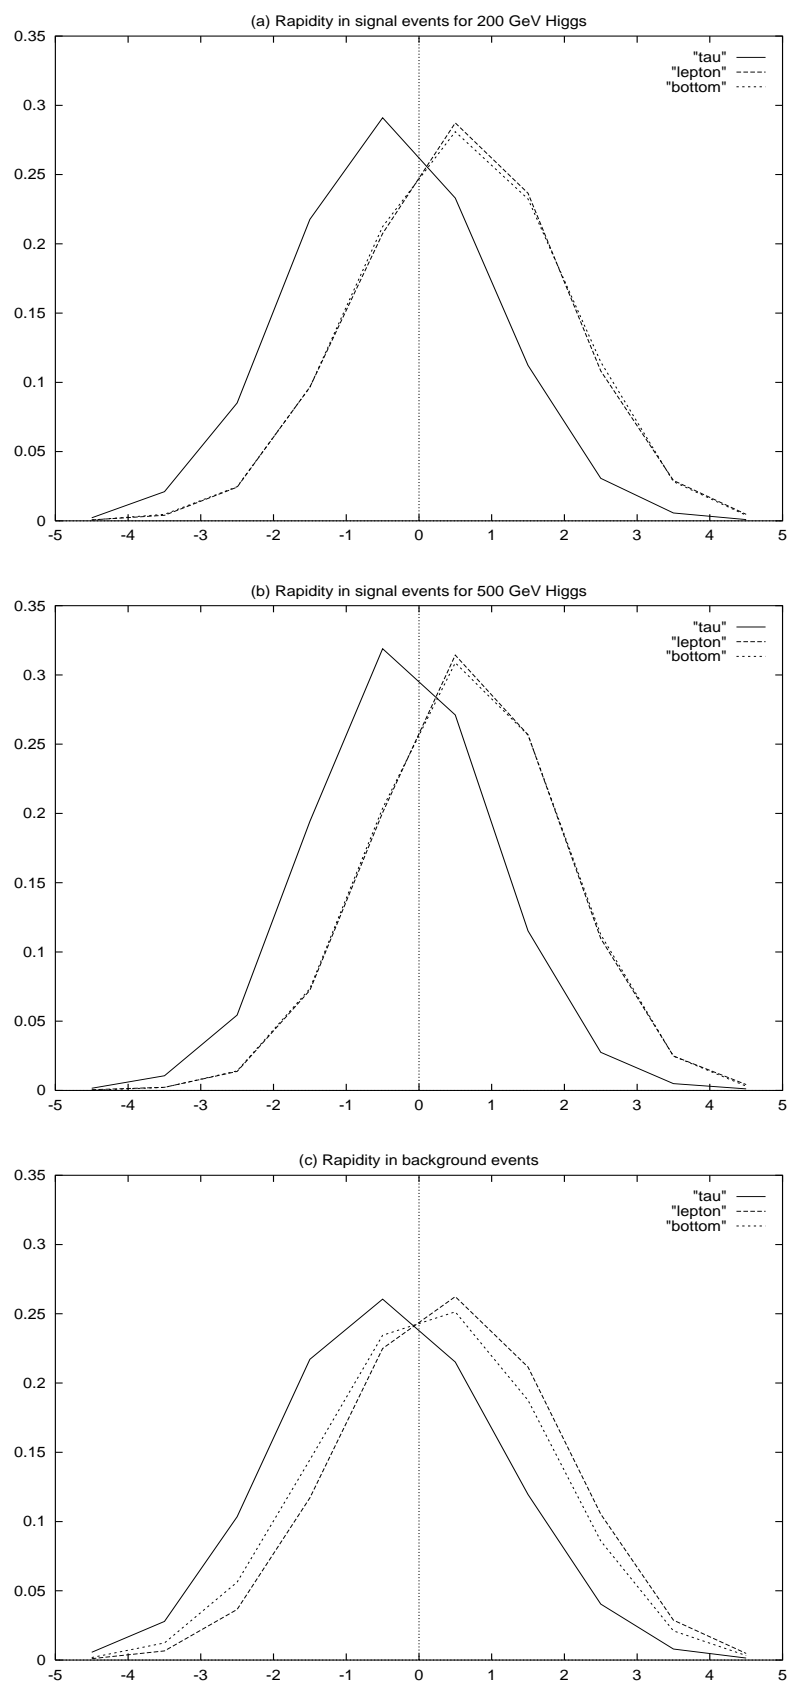 (a) Rapidity in signal events for 200 GeV Higgs
0.35
"tau"
"lepton"
"bottom"
0.3
0.25
0.2
0.15
0.1
0.05
0
-5 -4 -3 -2 -1 0 1 2 3 4 5
(b) Rapidity in signal events for 500 GeV Higgs
0.35
"tau"
"lepton"
"bottom"
0.3
0.25
0.2
0.15
0.1
0.05
0
-5 -4 -3 -2 -1 0 1 2 3 4 5
(c) Rapidity in background events
0.35
"tau"
"lepton"
"bottom"
0.3
0.25
0.2
0.15
0.1
0.05
0
-5 -4 -3 -2 -1 0 1 2 3 4 5